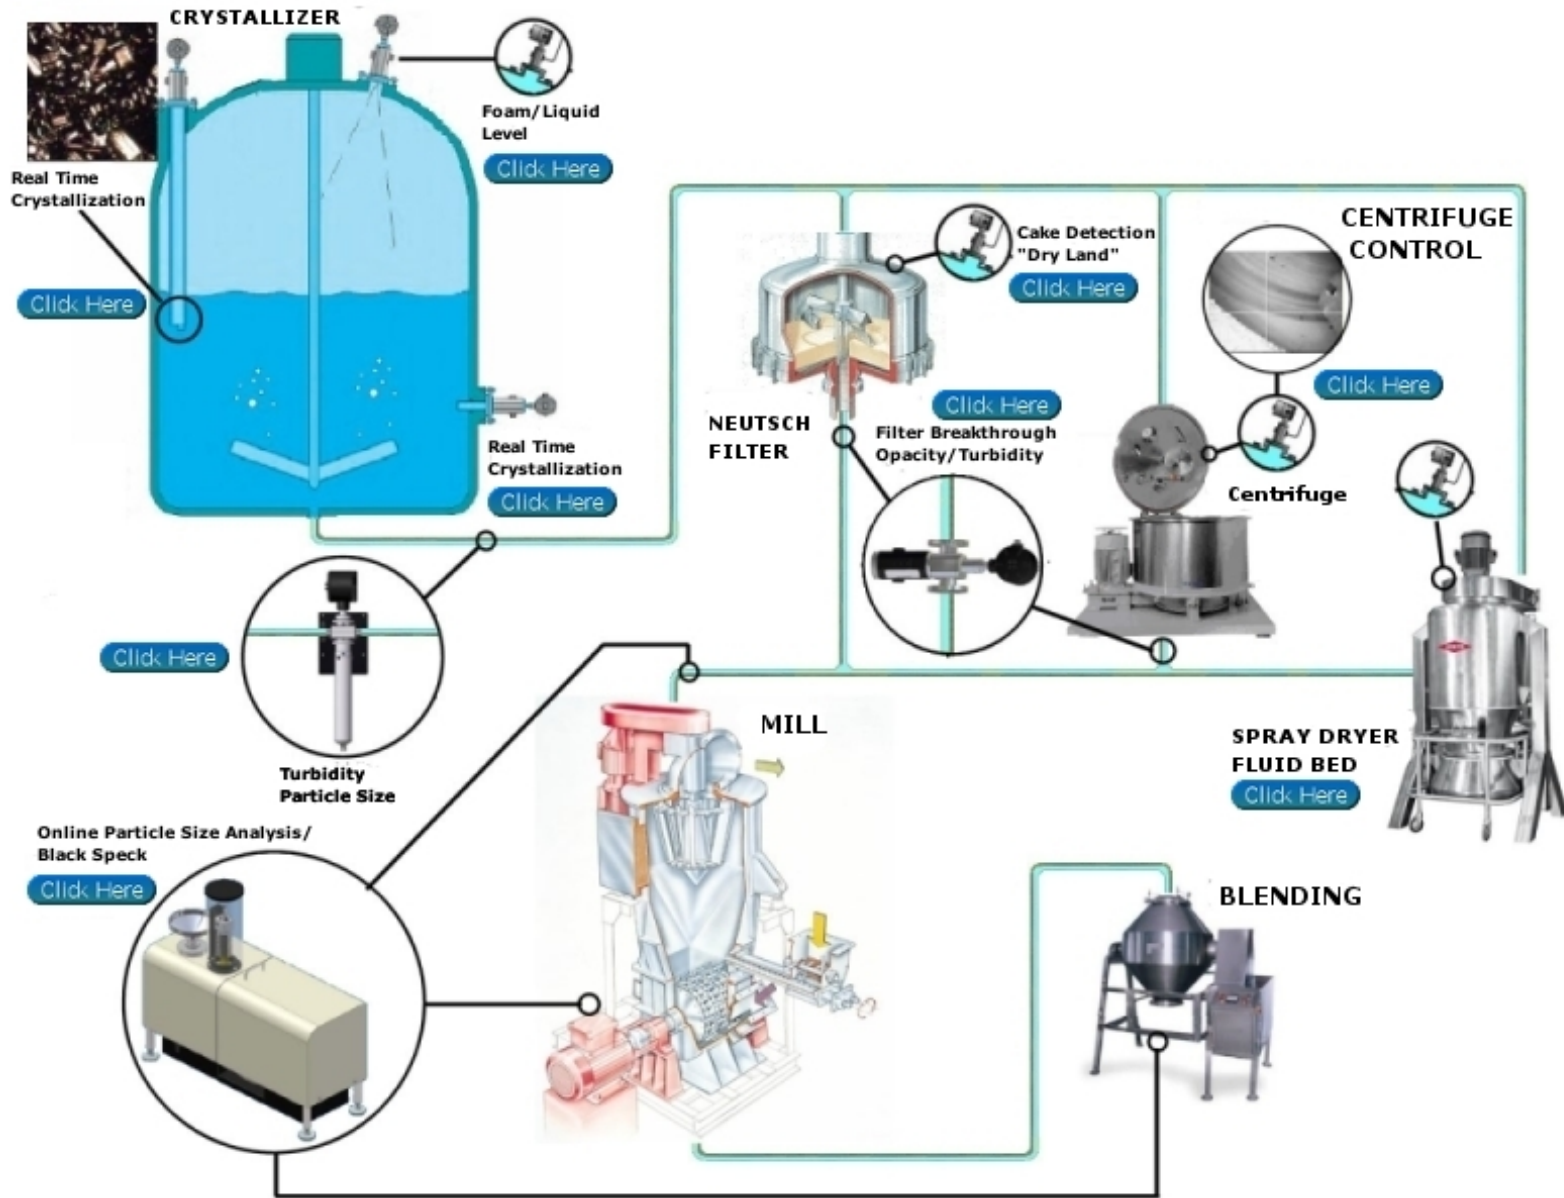 CRYSTALLIZER
Foam/Liquid
Level
Click Here
Real Time
Crystallization
Click Here
Real Time
Crystallization
Click Here
Cake Detection
"Dry Land"
Click Here
CENTRIFUGE
CONTROL
Click Here
NEUTSCH
FILTER
Click Here
Filter Breakthrough
Opacity/Turbidity
Centrifuge
Click Here
Turbidity
Particle Size
MILL
SPRAY DRYER
FLUID BED
Click Here
Online Particle Size Analysis/
Black Speck
Click Here
BLENDING